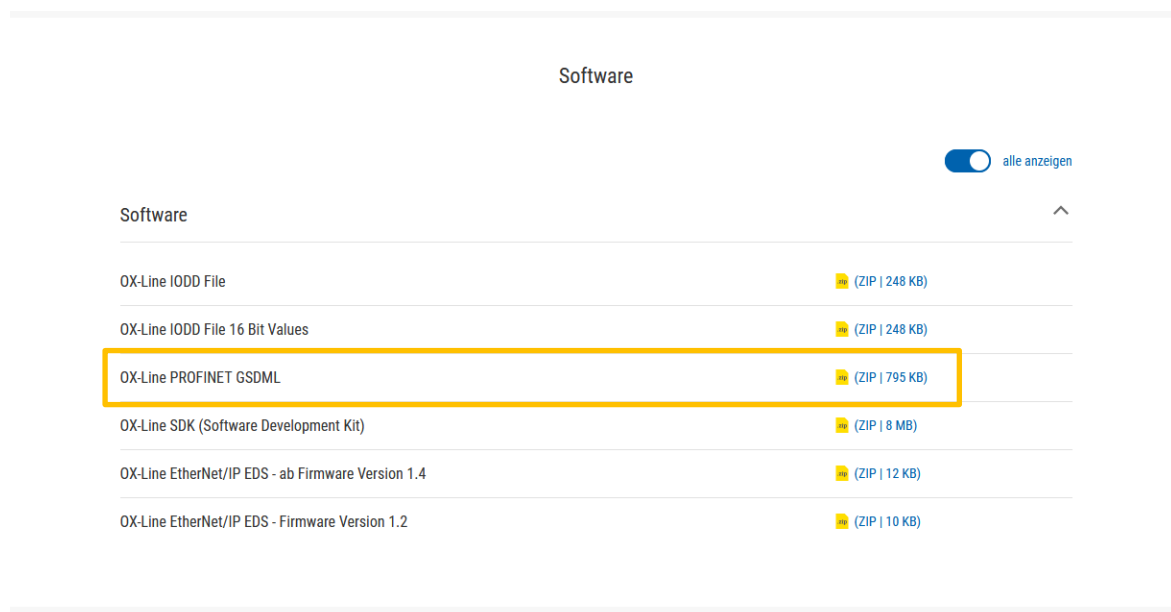 Software
alle anzeigen
Software
OX-Line IODD File (ZIP | 248 KB)
OX-Line IODD File 16 Bit Values (ZIP | 248 KB)
OX-Line PROFINET GSDML (ZIP | 795 KB)
OX-Line SDK (Software Development Kit) (ZIP | 8 MB)
OX-Line EtherNet/IP EDS - ab Firmware Version 1.4 (ZIP | 12 KB)
OX-Line EtherNet/IP EDS - Firmware Version 1.2 (ZIP | 10 KB)